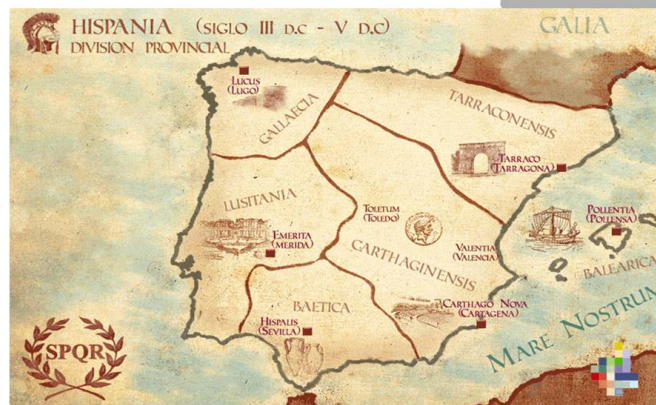 HISPANIA (SIGLO III D.C - V D.C)
DIVISION PROVINCIAL
GALIA
LUCUS
(LUGO)
GALLAECIA
TARRACONENSIS
TARRACO
(TARRAGONA)
LUSITANIA
TOLETUM
(TOLEDO)
POLLENTIA
(POLLENSA)
EMERITA
(MERIDA)
VALENTIA
(VALENCIA)
CARTHAGINENSIS
BALEARICA
BAETICA
CARTHAGO NOVA
(CARTAGENA)
HISPALIS
(SEVILLA)
MARE NOSTRUM
SPQR